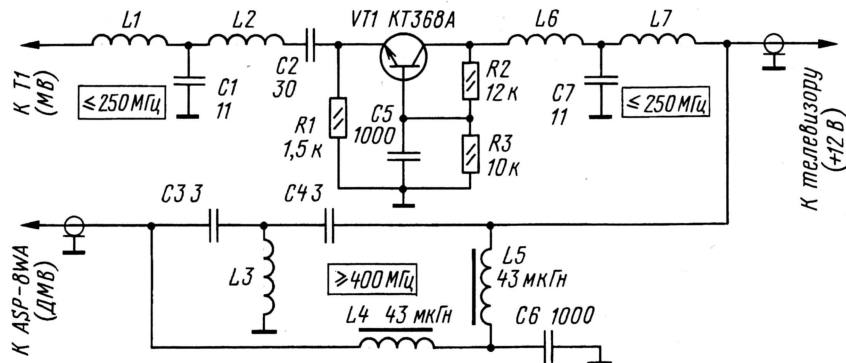 L1
L2
VT1 КТ368А
L6
L7
К Т1
(МВ)
≤250 МГц
C1
11
C2
30
R1
1,5 к
C5
1000
R2
12 к
R3
10 к
C7
11
≤250 МГц
К телевизору
(+12 В)
C3 3
C4 3
К ASP-8WA
(ДМВ)
L3
≥400 МГц
L4 43 мкГн
L5
43 мкГн
C6 1000